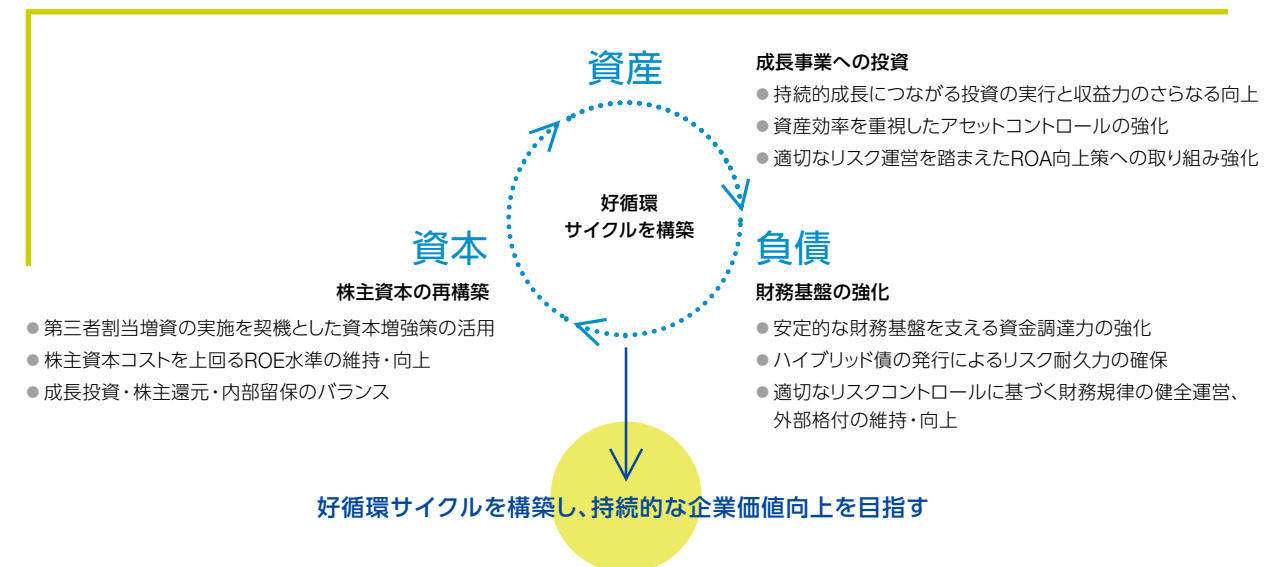 資産
成長事業への投資
●持続的成長につながる投資の実行と収益力のさらなる向上
●資産効率を重視したアセットコントロールの強化
●適切なリスク運営を踏まえたROA向上策への取り組み強化
好循環
サイクルを構築
資本
株主資本の再構築
●第三者割当増資の実施を契機とした資本増強策の活用
●株主資本コストを上回るROE水準の維持・向上
●成長投資・株主還元・内部留保のバランス
負債
財務基盤の強化
●安定的な財務基盤を支える資金調達力の強化
●ハイブリッド債の発行によるリスク耐久力の確保
●適切なリスクコントロールに基づく財務規律の健全運営、
外部格付の維持・向上
好循環サイクルを構築し、持続的な企業価値向上を目指す